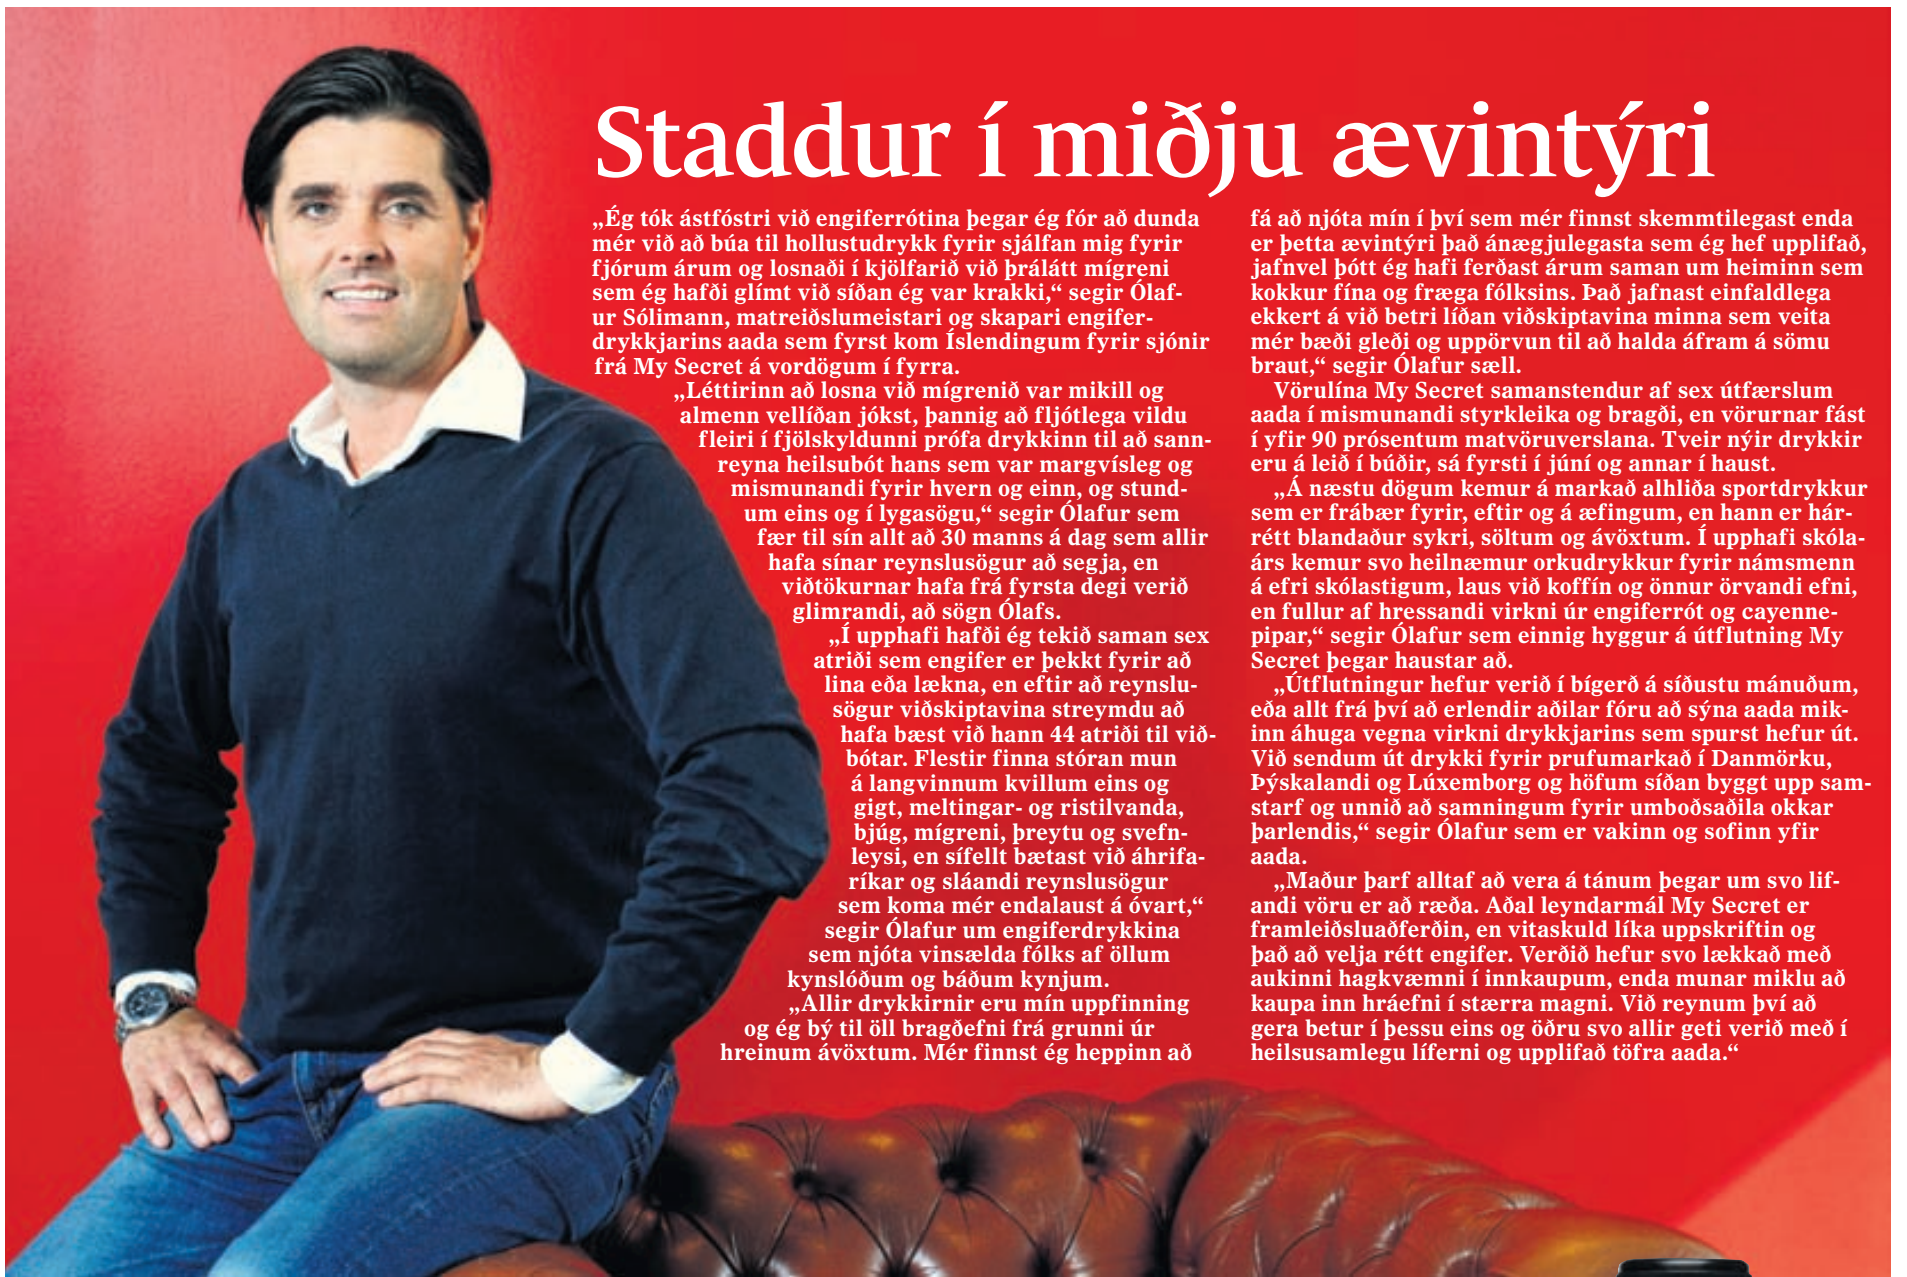 Staddur í miðju ævintýri
„Ég tók ástfóstri við engiferrótina þegar ég fór að dunda
mér við að búa til hollustudrykk fyrir sjálfan mig fyrir
fjórum árum og losnaði í kjölfarið við þrálátt mígreni
sem ég hafði glímt við síðan ég var krakki,“ segir Ólaf-
ur Sólimann, matreiðslumeistari og skapari engifer-
drykkjarins aada sem fyrst kom Íslendingum fyrir sjónir
frá My Secret á vordögum í fyrra.
„Léttirinn að losna við mígrenið var mikill og
almenn vellíðan jókst, þannig að fljótlega vildu
fleiri í fjölskyldunni prófa drykkinn til að sann-
reyna heilsubót hans sem var margvísleg og
mismunandi fyrir hvern og einn, og stund-
um eins og í lygasögu,“ segir Ólafur sem
fær til sín allt að 30 manns á dag sem allir
hafa sínar reynslusögur að segja, en
viðtökurnar hafa frá fyrsta degi verið
glimrandi, að sögn Ólafs.
„Í upphafi hafði ég tekið saman sex
atriði sem engifer er þekkt fyrir að
lina eða lækna, en eftir að reynslu-
sögur viðskiptavina streymdu að
hafa bæst við hann 44 atriði til við-
bótar. Flestir finna stóran mun
á langvinnum kvillum eins og
gigt, meltingar- og ristilvanda,
bjúg, mígreni, þreytu og svefn-
leysi, en sífellt bætast við áhrifa-
ríkar og sláandi reynslusögur
sem koma mér endalaust á óvart,“
segir Ólafur um engiferdrykkina
sem njóta vinsælda fólks af öllum
kynslóðum og báðum kynjum.
„Allir drykkirnir eru mín uppfinning
og ég bý til öll bragðefni frá grunni úr
hreinum ávöxtum. Mér finnst ég heppinn að
fá að njóta mín í því sem mér finnst skemmtilegast enda
er þetta ævintýri það ánægjulegasta sem ég hef upplifað,
jafnvel þótt ég hafi ferðast árum saman um heiminn sem
kokkur fína og fræga fólksins. Það jafnast einfaldlega
ekkert á við betri líðan viðskiptavina minna sem veita
mér bæði gleði og uppörvun til að halda áfram á sömu
braut,“ segir Ólafur sæll.
Vörulína My Secret samanstendur af sex útfærslum
aada í mismunandi styrkleika og bragði, en vörurnar fást
í yfir 90 prósentum matvöruverslana. Tveir nýir drykkir
eru á leið í búðir, sá fyrsti í júní og annar í haust.
„Á næstu dögum kemur á markað alhliða sportdrykkur
sem er frábær fyrir, eftir og á æfingum, en hann er hár-
rétt blandaður sykri, söltum og ávöxtum. Í upphafi skóla-
árs kemur svo heilnæmur orkudrykkur fyrir námsmenn
á efri skólastigum, laus við koffín og önnur örvandi efni,
en fullur af hressandi virkni úr engiferrót og cayenne-
pipar,“ segir Ólafur sem einnig hyggur á útflutning My
Secret þegar haustar að.
„Útflutningur hefur verið í bígerð á síðustu mánuðum,
eða allt frá því að erlendir aðilar fóru að sýna aada mik-
inn áhuga vegna virkni drykkjarins sem spurst hefur út.
Við sendum út drykki fyrir prufumarkað í Danmörku,
Þýskalandi og Lúxemborg og höfum síðan byggt upp sam-
starf og unnið að samningum fyrir umboðsaðila okkar
þarlendis,“ segir Ólafur sem er vakinn og sofinn yfir
aada.
„Maður þarf alltaf að vera á tánum þegar um svo lif-
andi vöru er að ræða. Aðal leyndarmál My Secret er
framleiðsluaðferðin, en vitaskuld líka uppskriftin og
það að velja rétt engifer. Verðið hefur svo lækkað með
aukinni hagkvæmni í innkaupum, enda munar miklu að
kaupa inn hráefni í stærra magni. Við reynum því að
gera betur í þessu eins og öðru svo allir geti verið með í
heilsusamlegu líferni og upplifað töfra aada.“